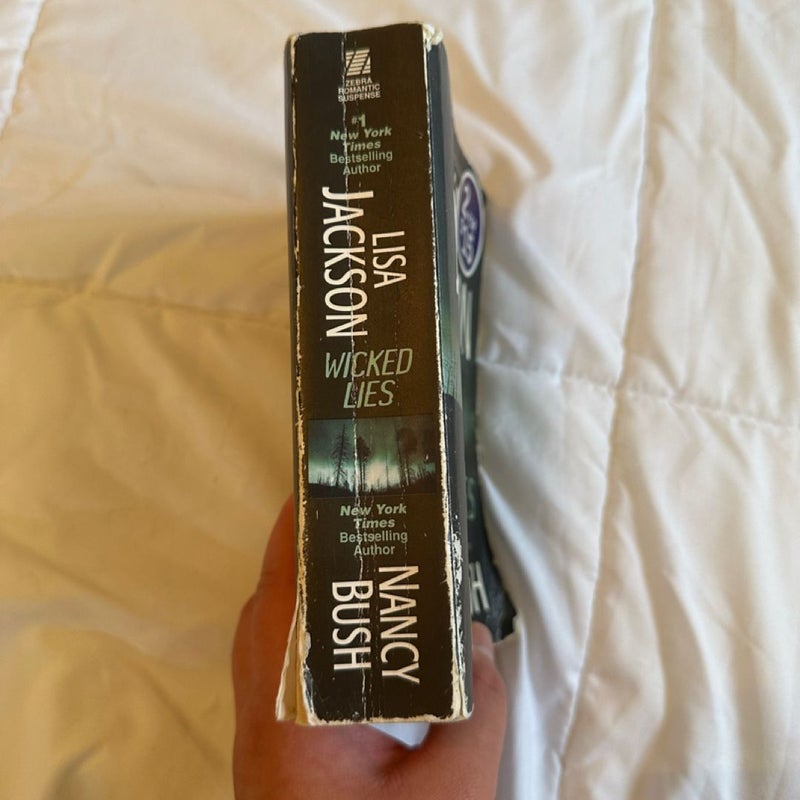 ZEBRA
ROMANTIC
SUSPENSE
#1
New York
Times
Bestselling
Author
LISA
JACKSON
WICKED
LIES
New York
Times
Bestselling
Author
NANCY
BUSH